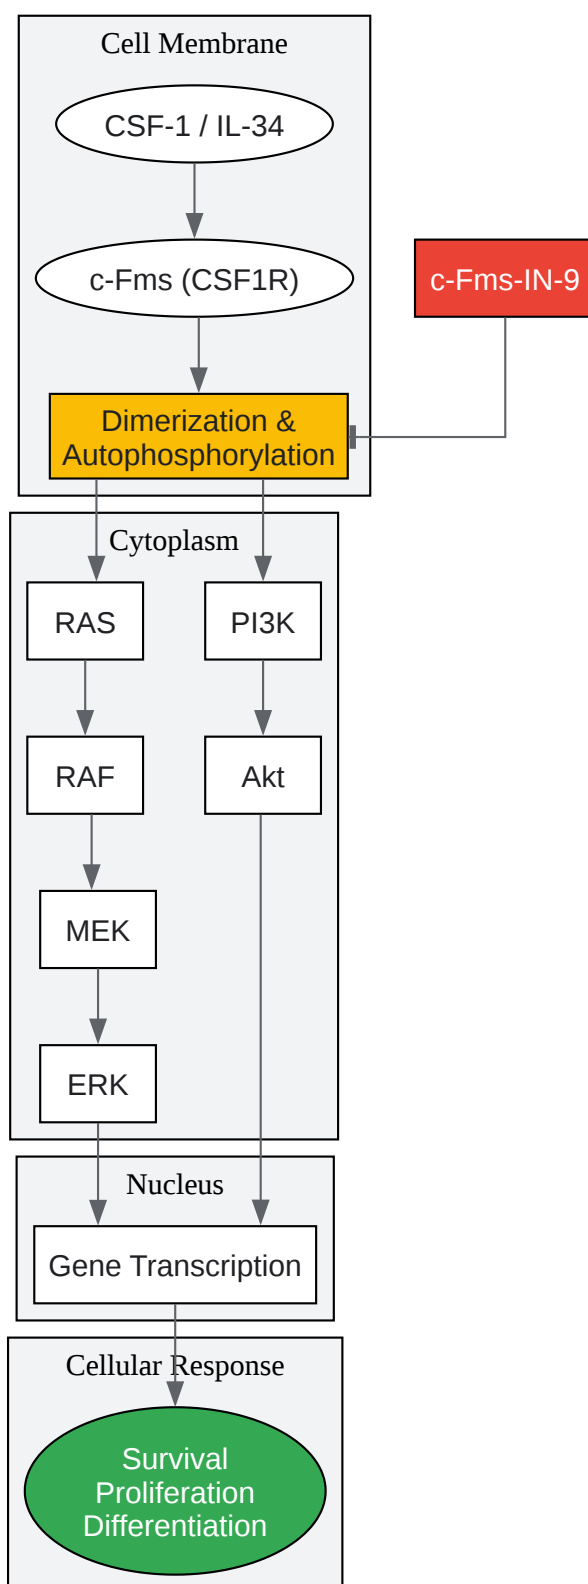 Cell Membrane
CSF-1 / IL-34
c-Fms (CSF1R)
c-Fms-IN-9
Dimerization &
Autophosphorylation
Cytoplasm
RAS
PI3K
RAF
Akt
MEK
ERK
Nucleus
Gene Transcription
Cellular Response
Survival
Proliferation
Differentiation